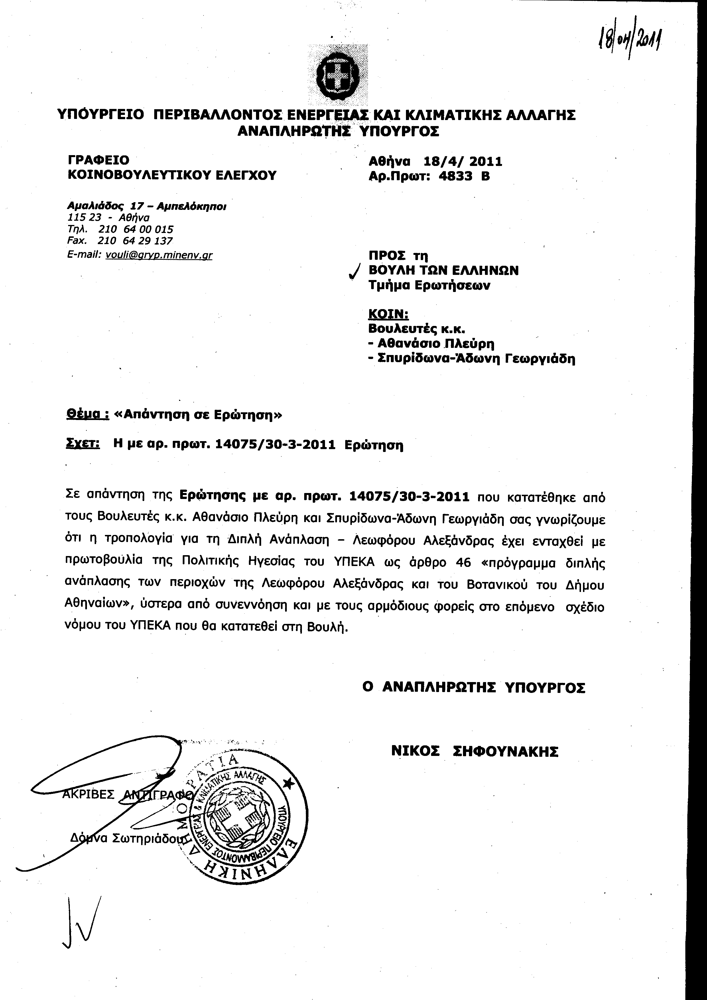 18/04/2011
ΥΠΟΥΡΓΕΙΟ ΠΕΡΙΒΑΛΛΟΝΤΟΣ ΕΝΕΡΓΕΙΑΣ ΚΑΙ ΚΛΙΜΑΤΙΚΗΣ ΑΛΛΑΓΗΣ
ΑΝΑΠΛΗΡΩΤΗΣ ΥΠΟΥΡΓΟΣ
ΓΡΑΦΕΙΟ
ΚΟΙΝΟΒΟΥΛΕΥΤΙΚΟΥ ΕΛΕΓΧΟΥ
Αθήνα 18/4/ 2011
Αρ.Πρωτ: 4833 Β
Αμαλιάδος 17 – Αμπελόκηποι
115 23 - Αθήνα
Τηλ. 210 64 00 015
Fax. 210 64 29 137
E-mail: vouli@gryp.minenv.gr
ΠΡΟΣ τη
ΒΟΥΛΗ ΤΩΝ ΕΛΛΗΝΩΝ
Τμήμα Ερωτήσεων
ΚΟΙΝ:
Βουλευτές κ.κ.
- Αθανάσιο Πλεύρη
- Σπυρίδωνα-Άδωνη Γεωργιάδη
Θέμα : «Απάντηση σε Ερώτηση»
Σχετ: Η με αρ. πρωτ. 14075/30-3-2011 Ερώτηση
Σε απάντηση της Ερώτησης με αρ. πρωτ. 14075/30-3-2011 που κατατέθηκε από
τους Βουλευτές κ.κ. Αθανάσιο Πλεύρη και Σπυρίδωνα-Άδωνη Γεωργιάδη σας γνωρίζουμε
ότι η τροπολογία για τη Διπλή Ανάπλαση – Λεωφόρου Αλεξάνδρας έχει ενταχθεί με
πρωτοβουλία της Πολιτικής Ηγεσίας του ΥΠΕΚΑ ως άρθρο 46 «πρόγραμμα διπλής
ανάπλασης των περιοχών της Λεωφόρου Αλεξάνδρας και του Βοτανικού του Δήμου
Αθηναίων», ύστερα από συνεννόηση και με τους αρμόδιους φορείς στο επόμενο σχέδιο
νόμου του ΥΠΕΚΑ που θα κατατεθεί στη Βουλή.
Ο ΑΝΑΠΛΗΡΩΤΗΣ ΥΠΟΥΡΓΟΣ
ΝΙΚΟΣ ΣΗΦΟΥΝΑΚΗΣ
ΑΚΡΙΒΕΣ ΑΝΤΙΓΡΑΦΟ
Δόμνα Σωτηριάδου
ΕΛΛΗΝΙΚΗ ΔΗΜΟΚΡΑΤΙΑ
ΥΠΟΥΡΓΕΙΟ ΠΕΡΙΒΑΛΛΟΝΤΟΣ ΕΝΕΡΓΕΙΑΣ & ΚΛΙΜΑΤΙΚΗΣ ΑΛΛΑΓΗΣ